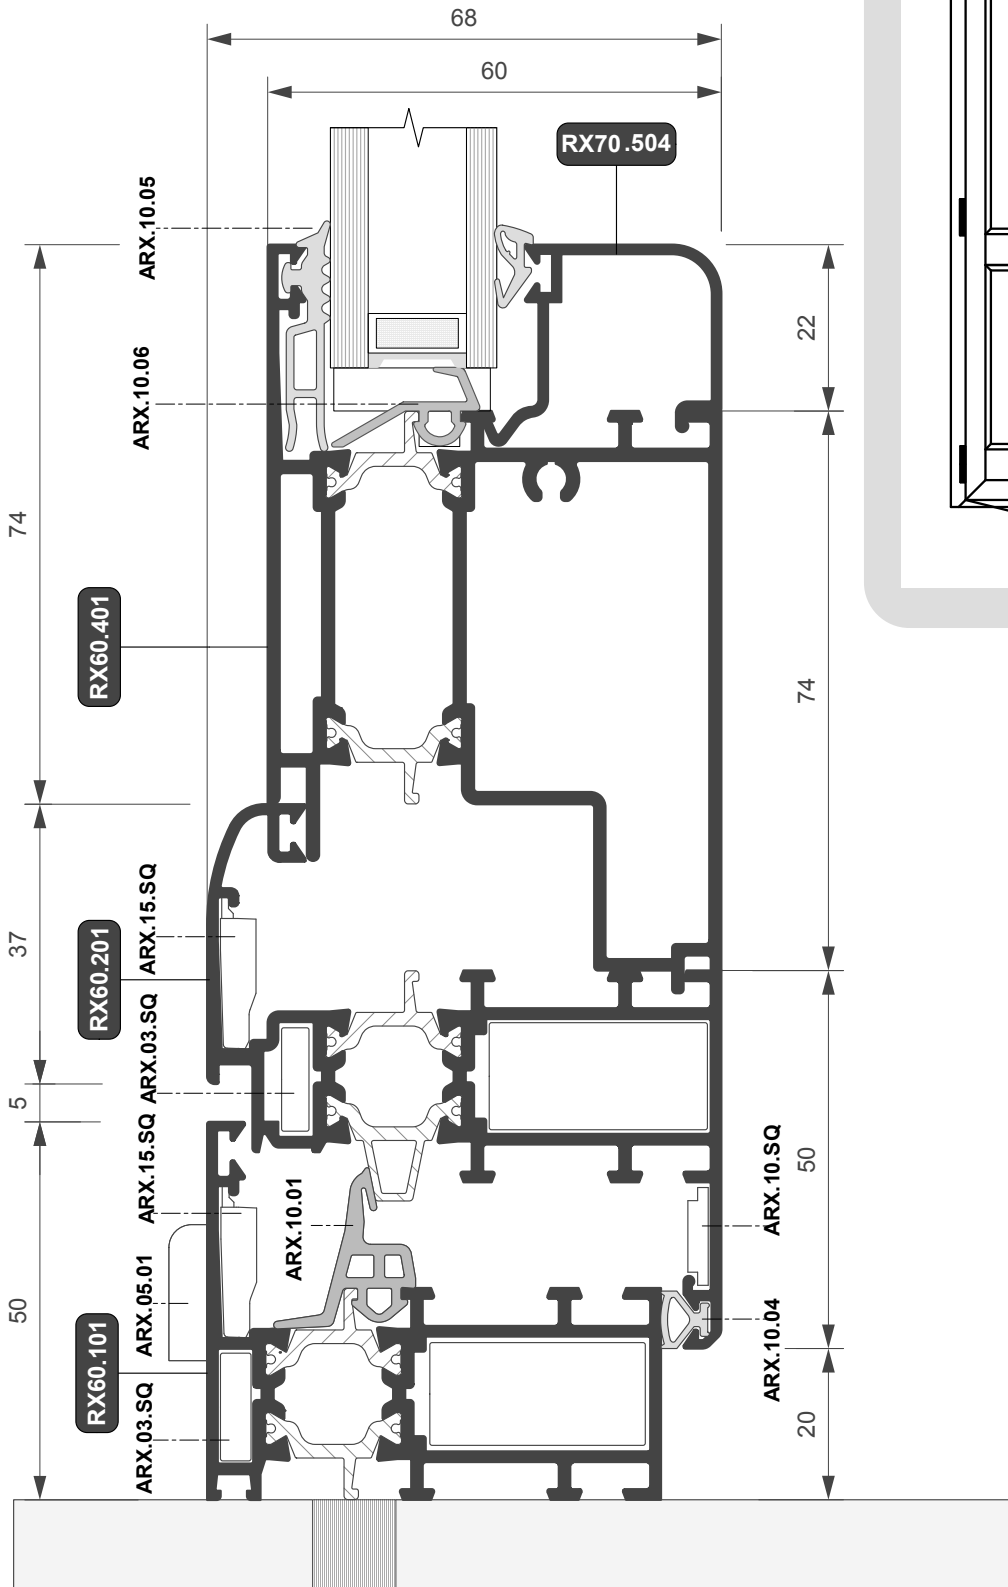 68
60
RX70.504
ARX.10.05
22
ARX.10.06
74
RX60.401
74
ARX.15.SQ
37
RX60.201
ARX.03.SQ
5
ARX.15.SQ
ARX.10.SQ
50
ARX.10.01
ARX.05.01
50
ARX.10.04
RX60.101
ARX.03.SQ
20